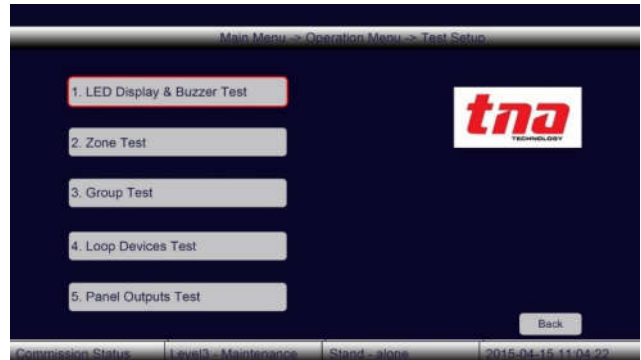 Main Menu -> Operation Menu -> Test Setup
1. LED Display & Buzzer Test
tna
TECHNOLOGY
2. Zone Test
3. Group Test
4. Loop Devices Test
5. Panel Outputs Test
Back
Commission Status Level3 - Maintenance Stand - alone 2015-04-15 11:04:22